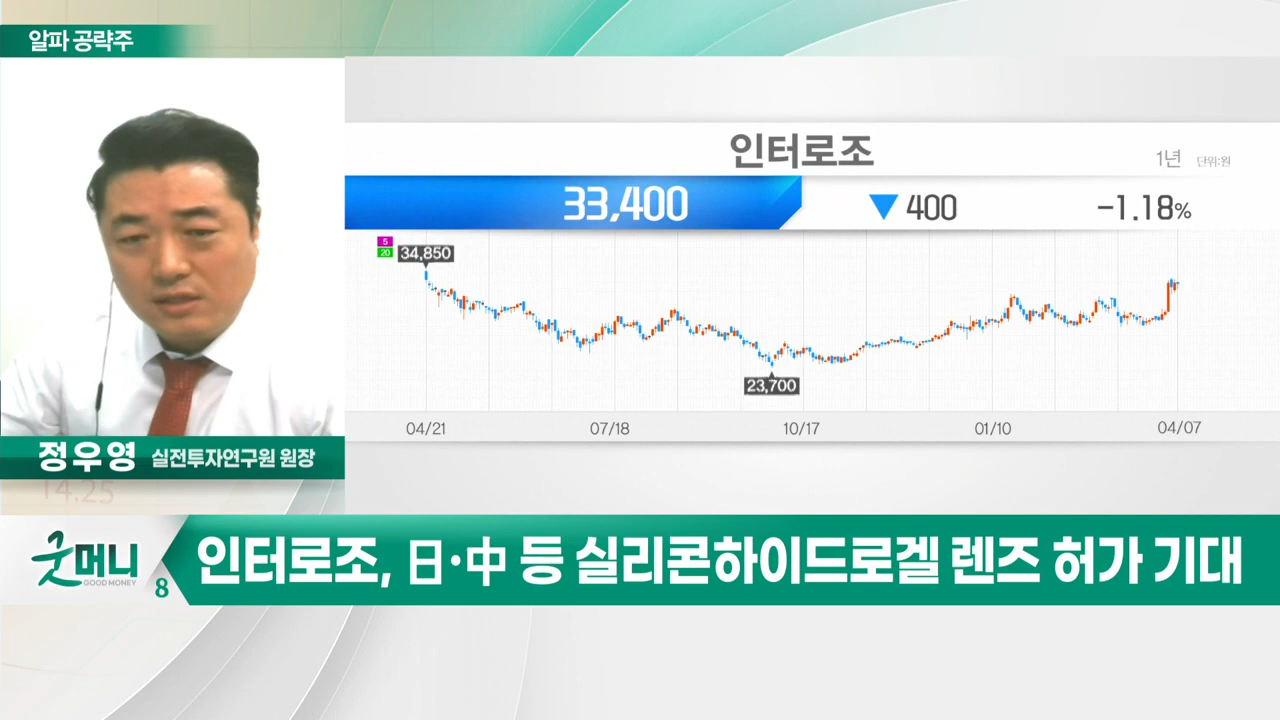 알파 공략주
인터로조
1년 단위:원
33,400 ▼ 400 -1.18%
5
20
34,850
23,700
04/21 07/18 10/17 01/10 04/07
정우영 실전투자연구원 원장
14.25
굿머니 GOOD MONEY 8
인터로조, 日·中 등 실리콘하이드로겔 렌즈 허가 기대